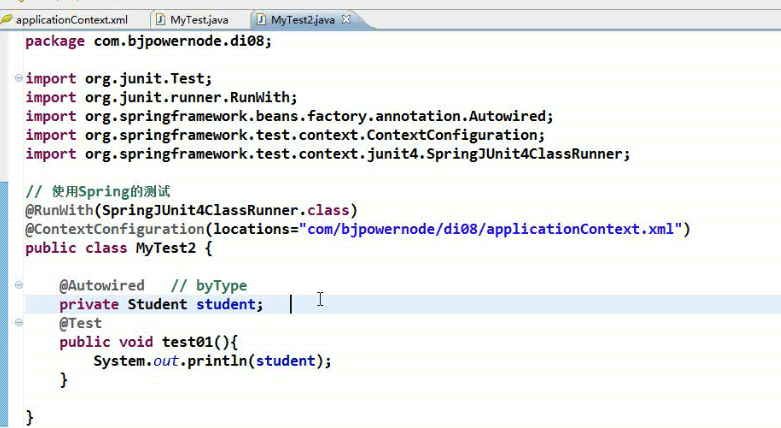 applicationContext.xml MyTest.java MyTest2.java
package com.bjpowernode.di08;
import org.junit.Test;
import org.junit.runner.RunWith;
import org.springframework.beans.factory.annotation.Autowired;
import org.springframework.test.context.ContextConfiguration;
import org.springframework.test.context.junit4.SpringJUnit4ClassRunner;
// 使用Spring的测试
@RunWith(SpringJUnit4ClassRunner.class)
@ContextConfiguration(locations="com/bjpowernode/di08/applicationContext.xml")
public class MyTest2 {
@Autowired // byType
private Student student;
@Test
public void test01(){
System.out.println(student);
}
}